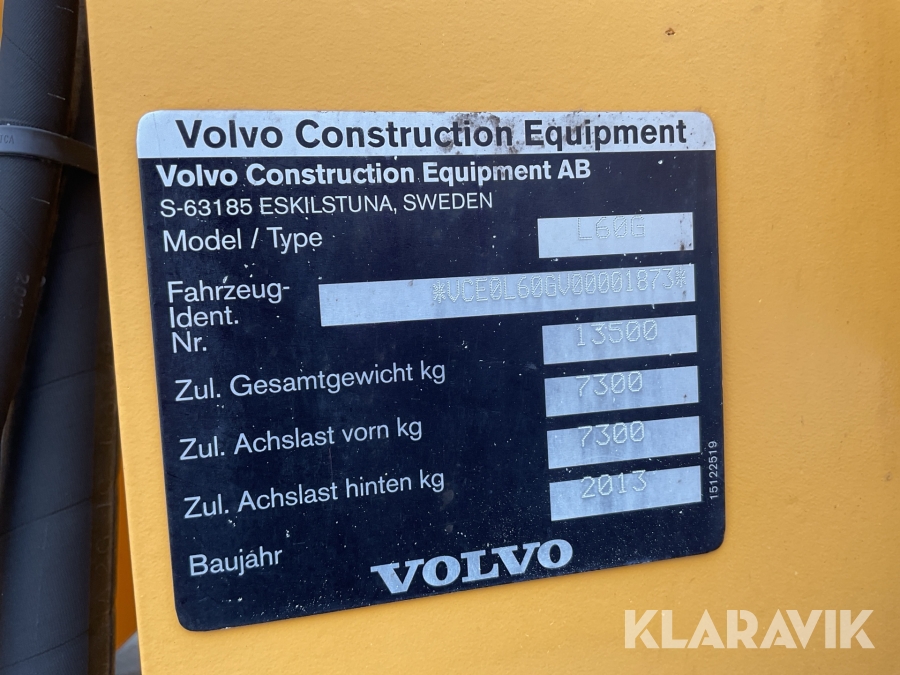 Volvo Construction Equipment
Volvo Construction Equipment AB
S-63185 ESKILSTUNA, SWEDEN
Model / Type L60G
Fahrzeug-
Ident.
Nr. *VCE0L60GV00001873*
Zul. Gesamtgewicht kg 13500
Zul. Achslast vorn kg 7300
Zul. Achslast hinten kg 7300
Baujahr 2013
VOLVO
15122519
KLARAVIK